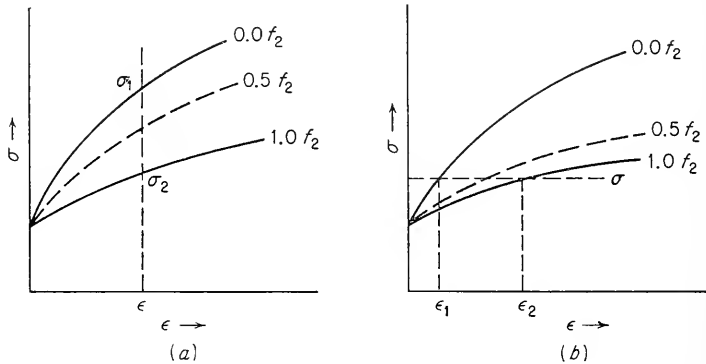 0.0 f₂
σ₁
0.5 f₂
1.0 f₂
σ₂
σ →
ϵ
ϵ →
(a)
0.0 f₂
0.5 f₂
1.0 f₂
σ
σ →
ϵ₁
ϵ₂
ϵ →
(b)